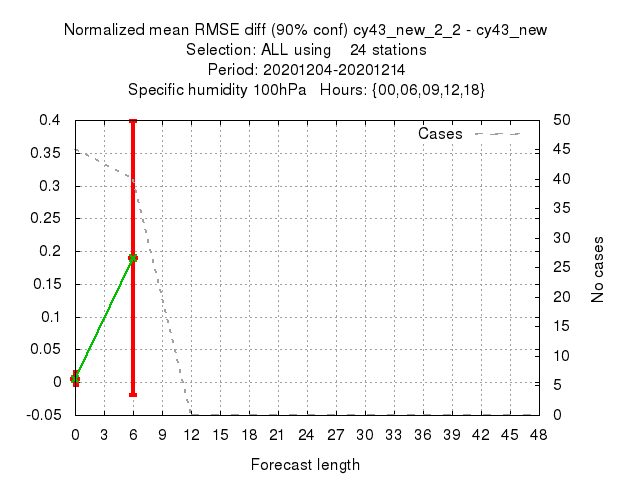 Normalized mean RMSE diff (90% conf) cy43_new_2_2 - cy43_new
Selection: ALL using    24 stations
Period: 20201204-20201214
Specific humidity 100hPa   Hours: {00,06,09,12,18}
Cases
0.4
0.35
0.3
0.25
0.2
0.15
0.1
0.05
0
-0.05
50
45
40
35
30
25
20
15
10
5
0
No cases
0 3 6 9 12 15 18 21 24 27 30 33 36 39 42 45 48
Forecast length